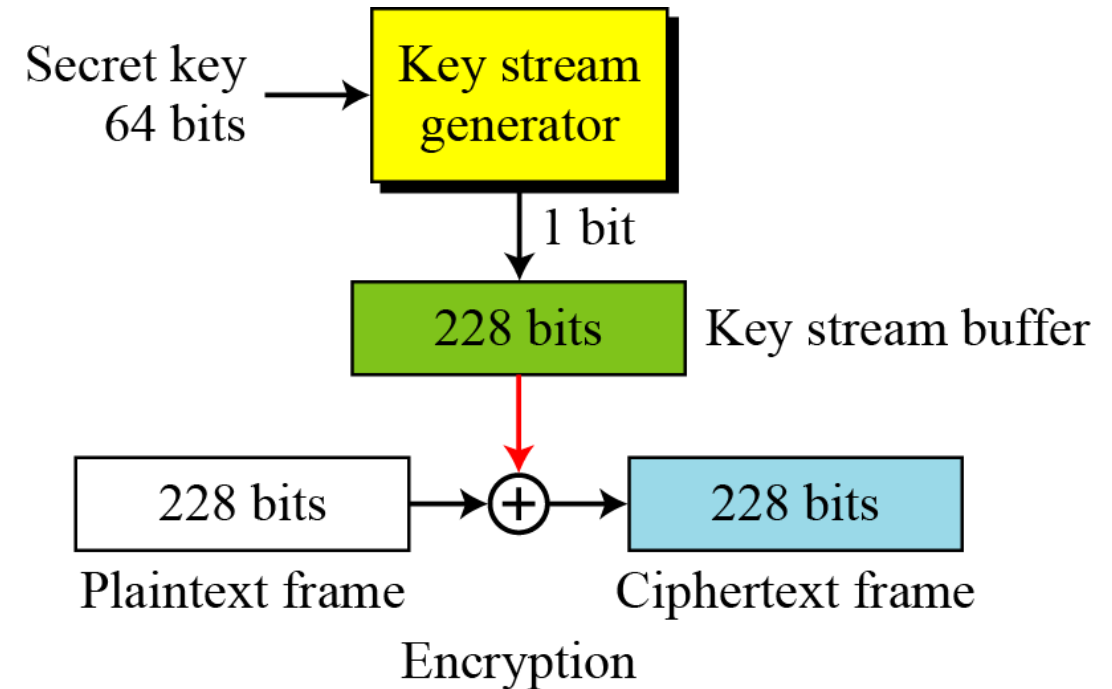 Secret key
64 bits
Key stream
generator
1 bit
228 bits
Key stream buffer
228 bits
+
228 bits
Plaintext frame
Ciphertext frame
Encryption